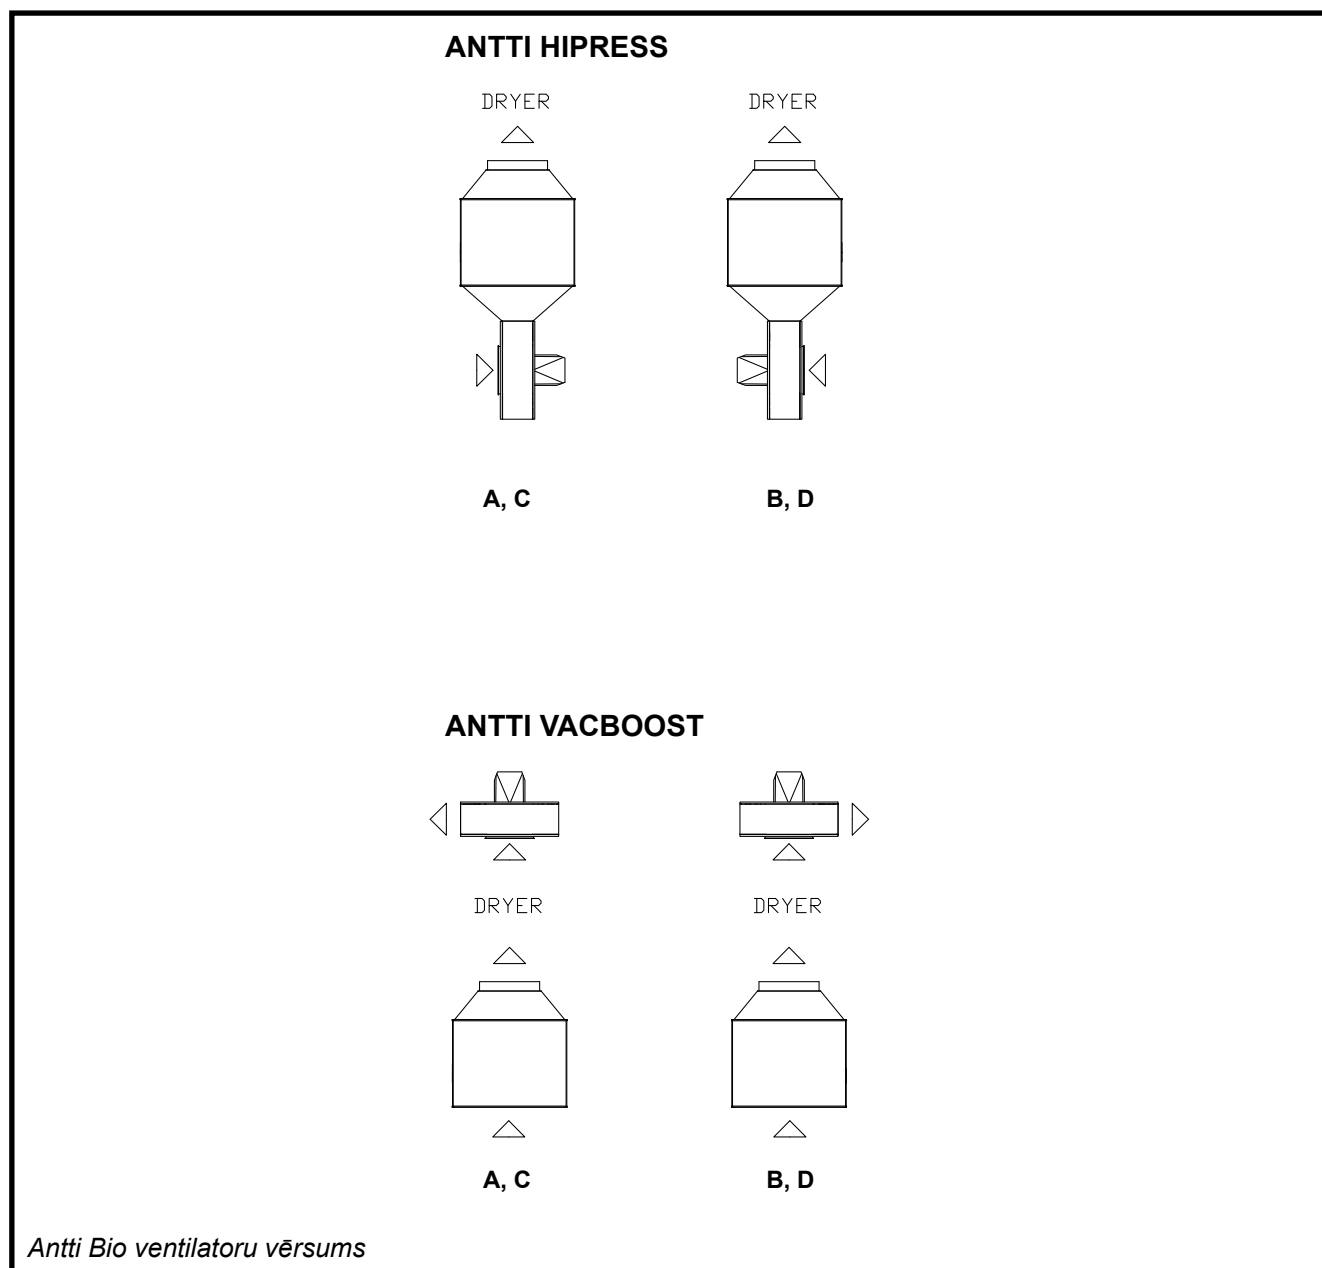 ANTTI HIPRESS
DRYER DRYER
A, C B, D
ANTTI VACBOOST
DRYER DRYER
A, C B, D
Antti Bio ventilatoru vērsums